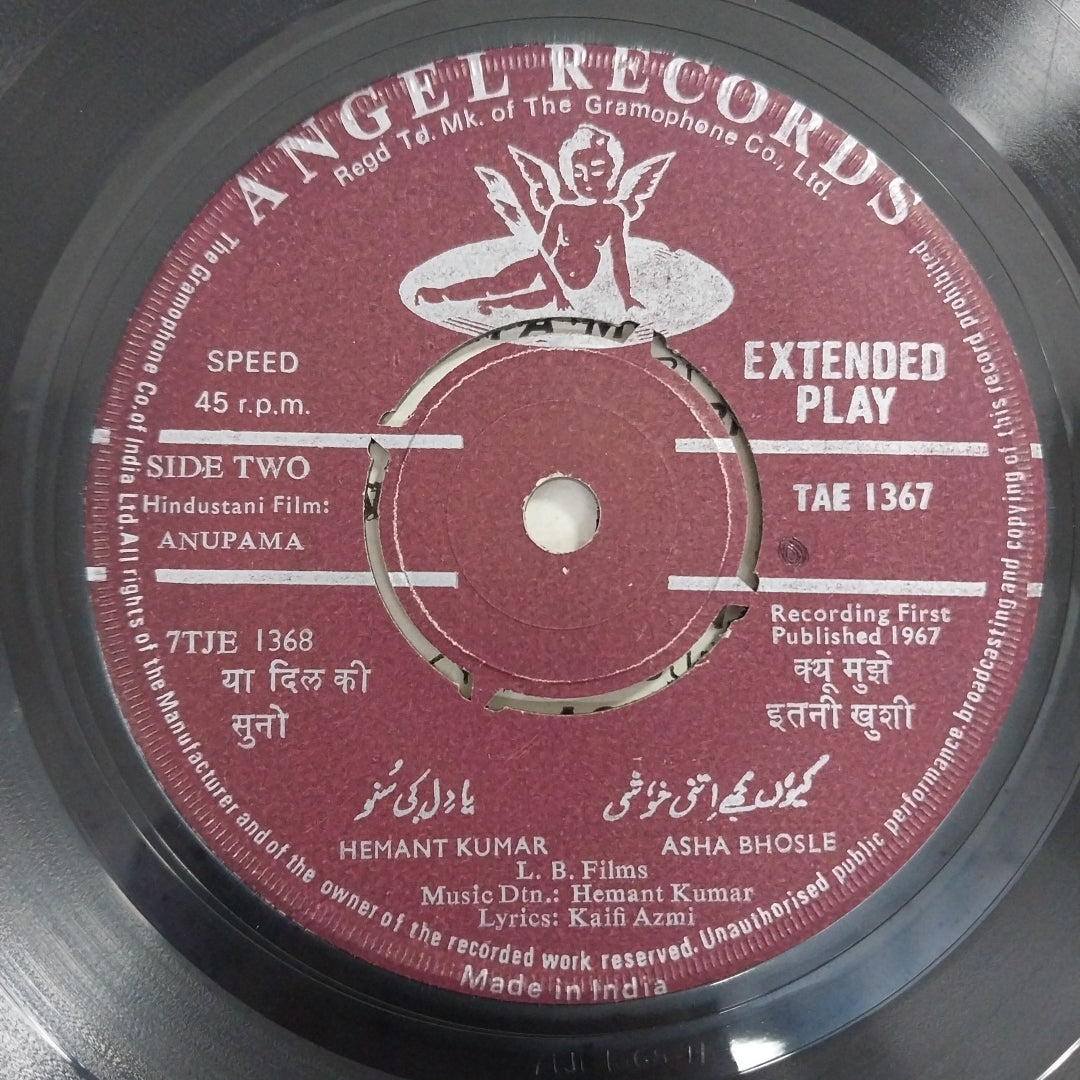 ANGEL RECORDS
Regd Td. Mk. of The Gramophone Co., Ltd.
SPEED
45 r.p.m.
EXTENDED
PLAY
SIDE TWO
Hindustani Film:
ANUPAMA
TAE 1367
7TJE 1368
Recording First
Published 1967
या दिल की
सुनो
क्यूं मुझे
इतनी खुशी
یا دِل کی سُنو
کیوں مجھے اِتنی خوشی
HEMANT KUMAR
ASHA BHOSLE
L. B. Films
Music Dtn.: Hemant Kumar
Lyrics: Kaifi Azmi
The Gramophone Co. of India Ltd. All rights of the Manufacturer and of the owner of the recorded work reserved. Unauthorised public performance. broadcasting and copying of this record prohibited
Made in India